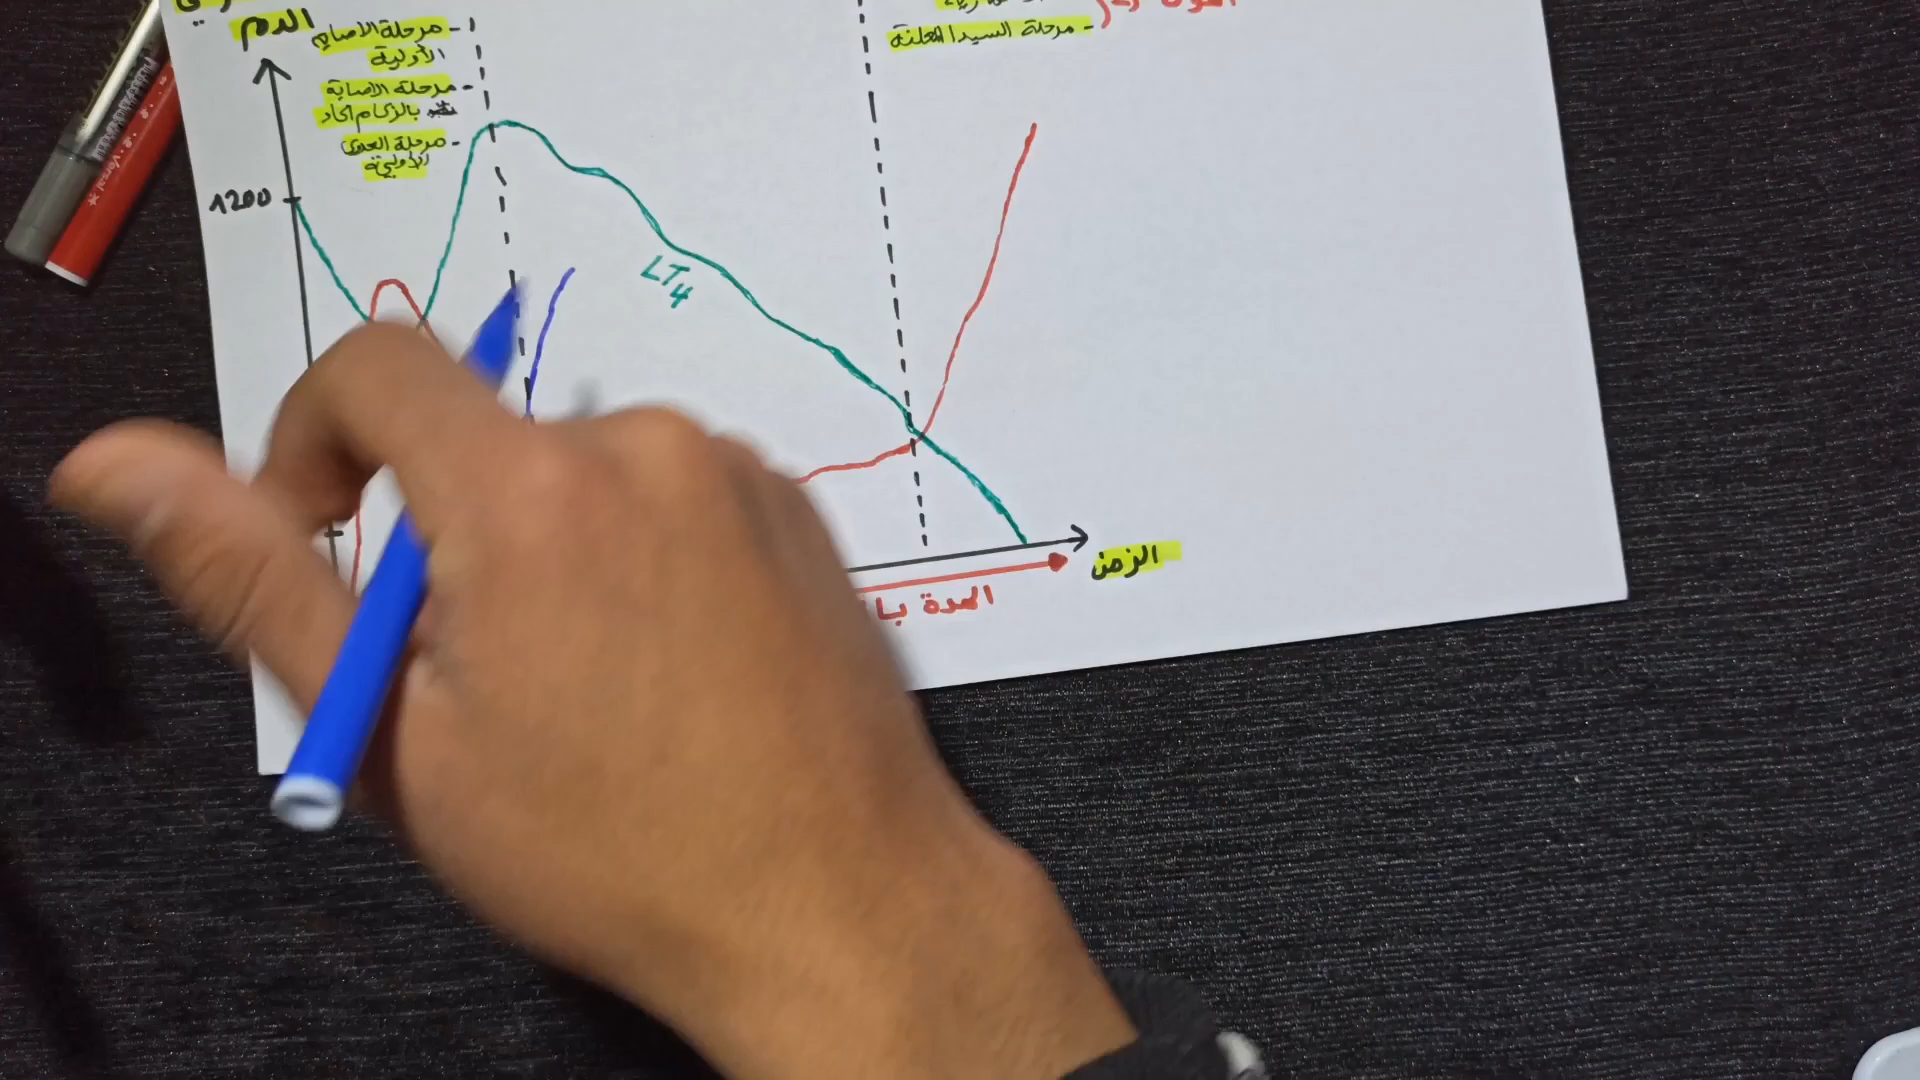 الدم
- مرحلة الاصابة
الأولية
- مرحلة الاصابة
بالزكام الحاد
- مرحلة العدوى
الأولية
- مرحلة السيدا المعلنة
1200
LT4
الزمن
المدة با